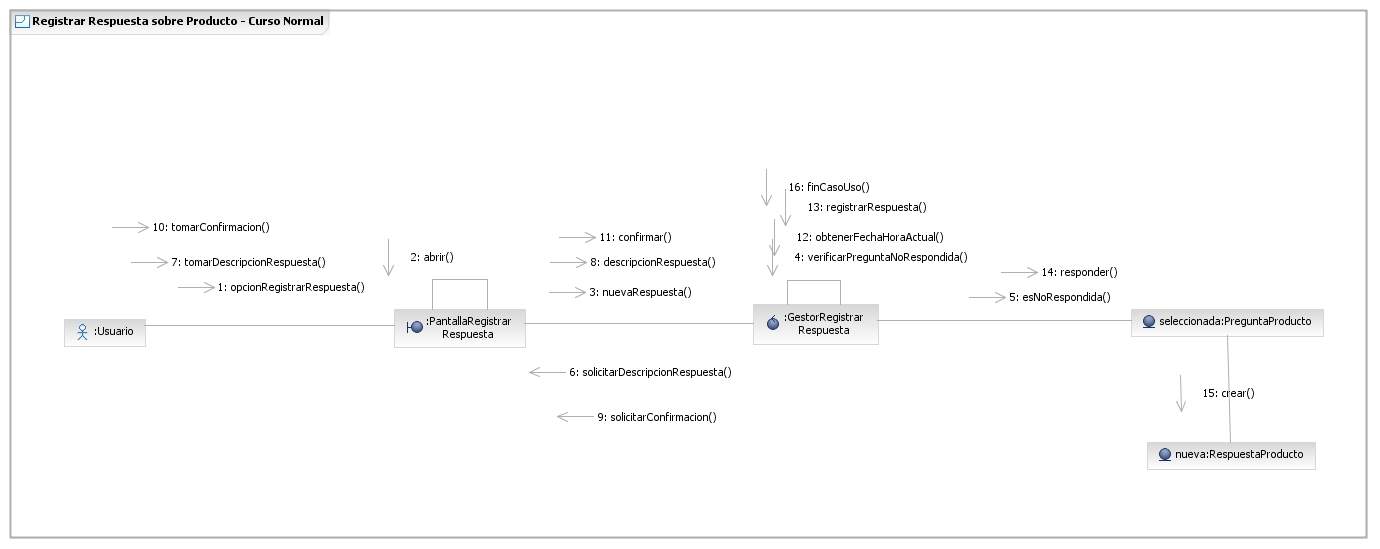 Registrar Respuesta sobre Producto - Curso Normal
16: finCasoUso()
13: registrarRespuesta()
10: tomarConfirmacion()
11: confirmar()
12: obtenerFechaHoraActual()
2: abrir()
4: verificarPreguntaNoRespondida()
7: tomarDescripcionRespuesta()
8: descripcionRespuesta()
14: responder()
1: opcionRegistrarRespuesta()
3: nuevaRespuesta()
5: esNoRespondida()
:Usuario
:PantallaRegistrar
Respuesta
:GestorRegistrar
Respuesta
seleccionada:PreguntaProducto
6: solicitarDescripcionRespuesta()
15: crear()
9: solicitarConfirmacion()
nueva:RespuestaProducto